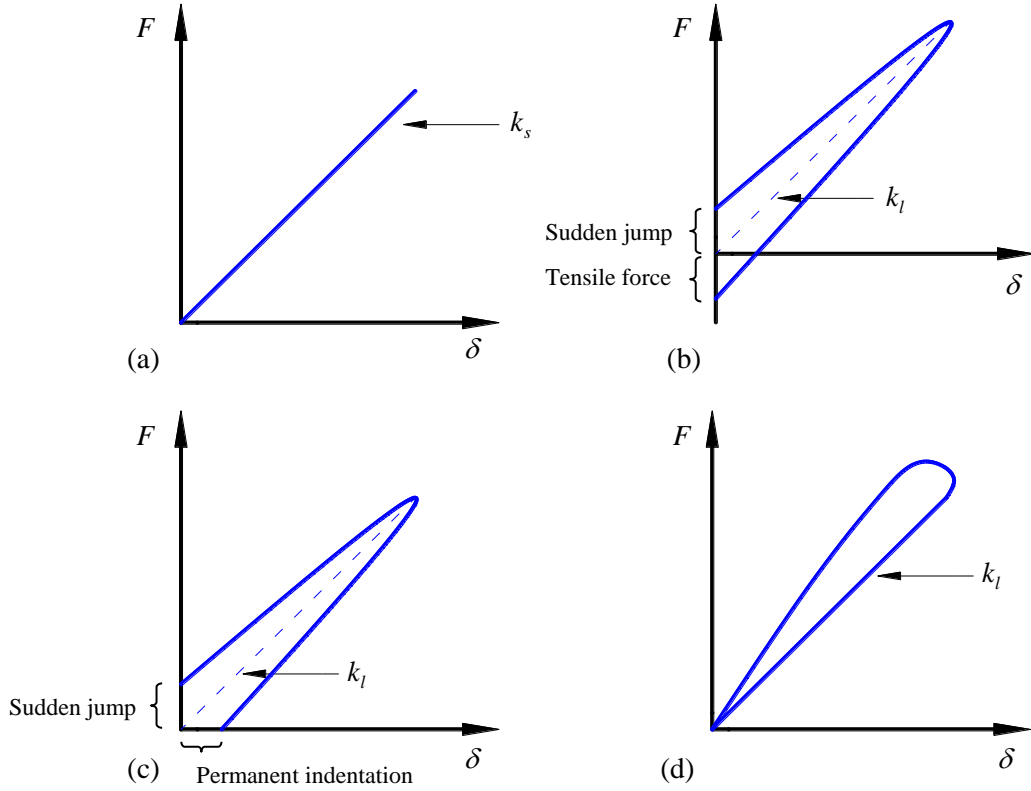 F
k_s
δ
(a)
F
k_l
Sudden jump
Tensile force
δ
(b)
F
k_l
Sudden jump
δ
(c)
Permanent indentation
F
k_l
δ
(d)